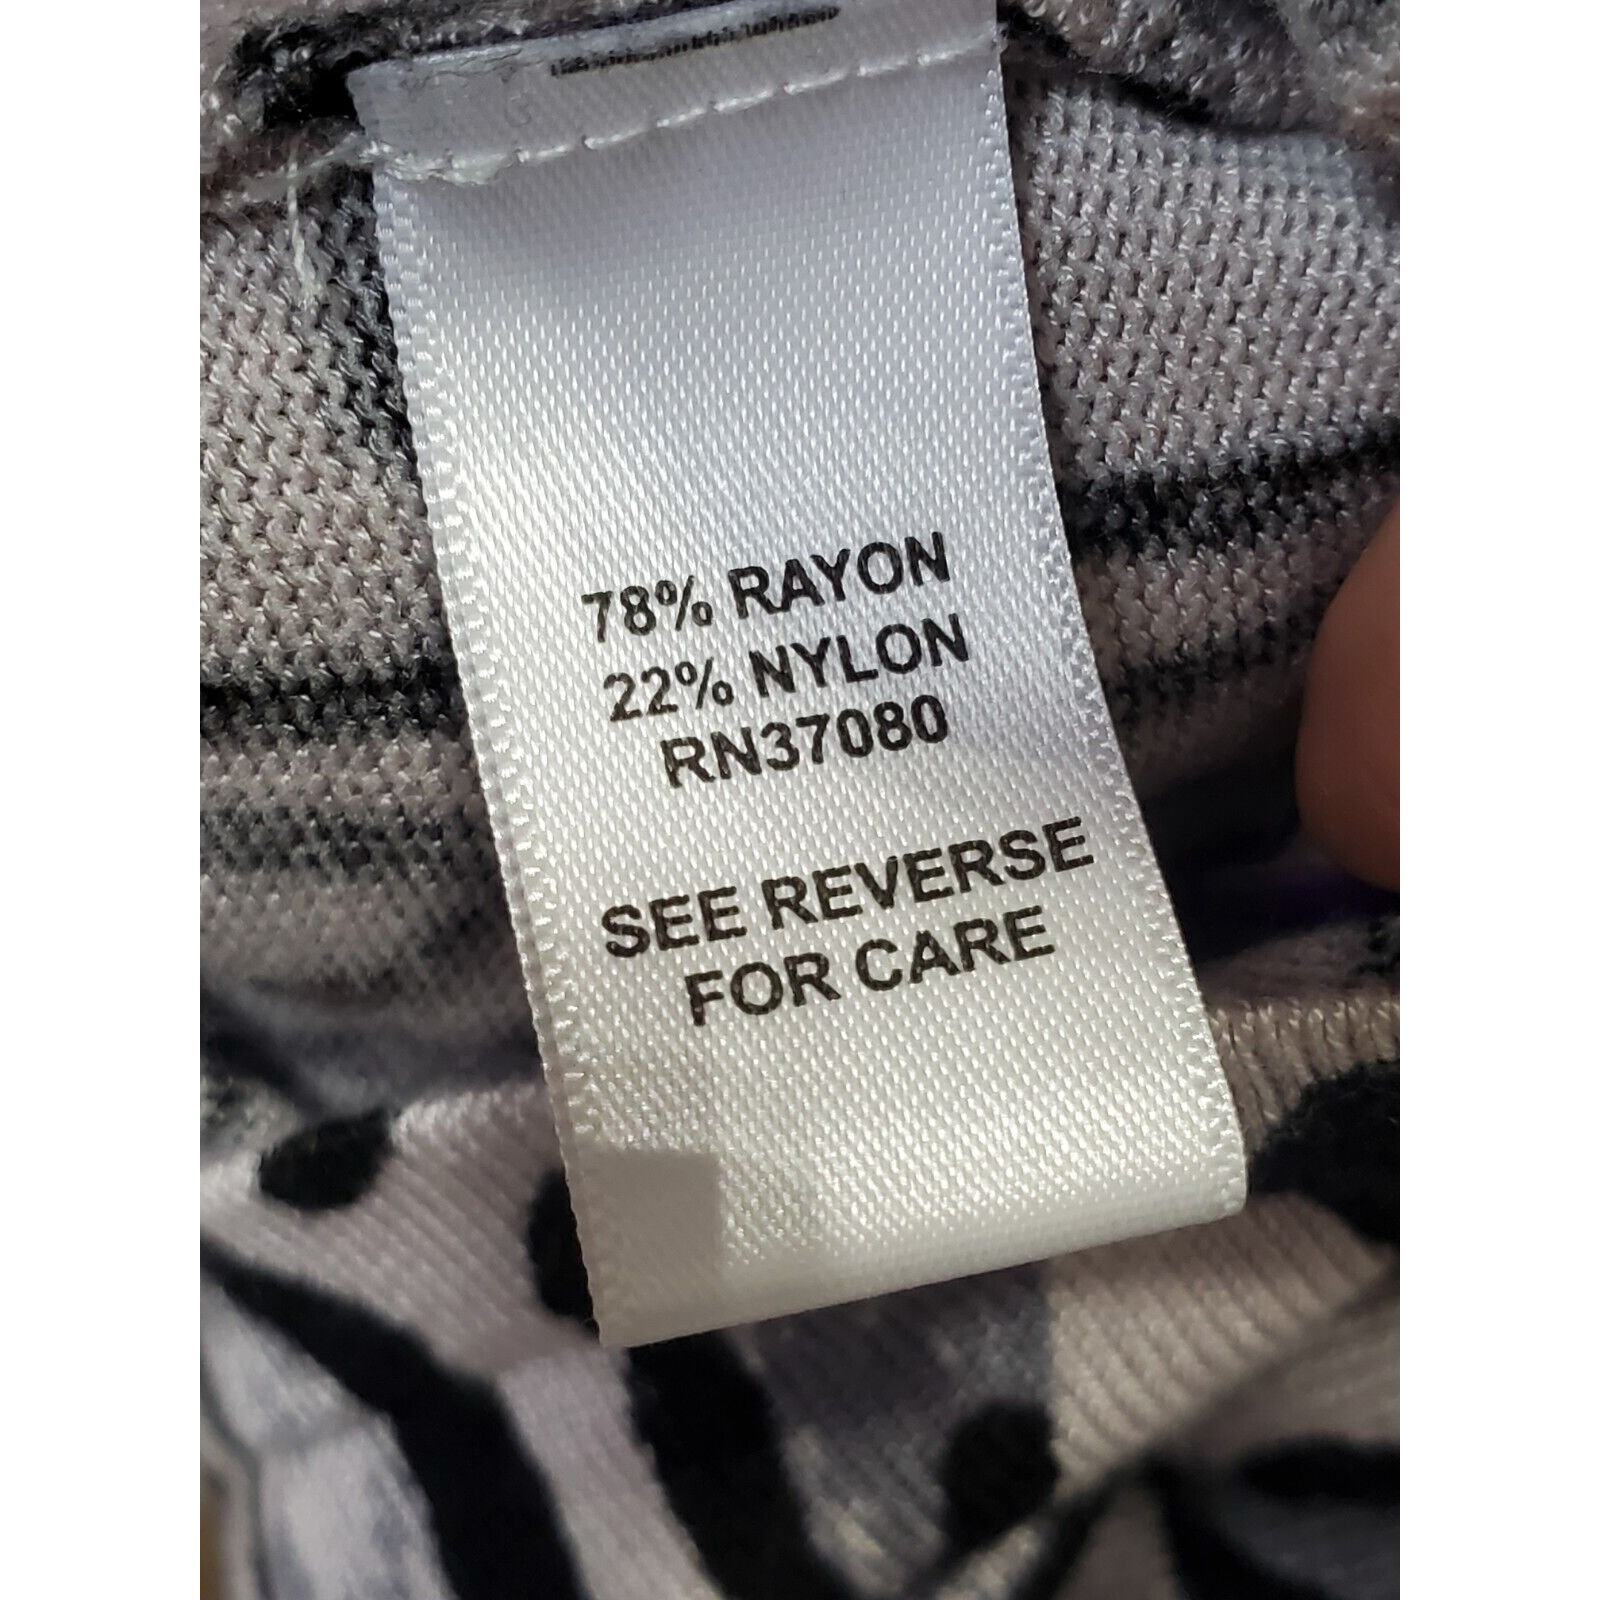 78% RAYON
22% NYLON
RN37080
SEE REVERSE
FOR CARE